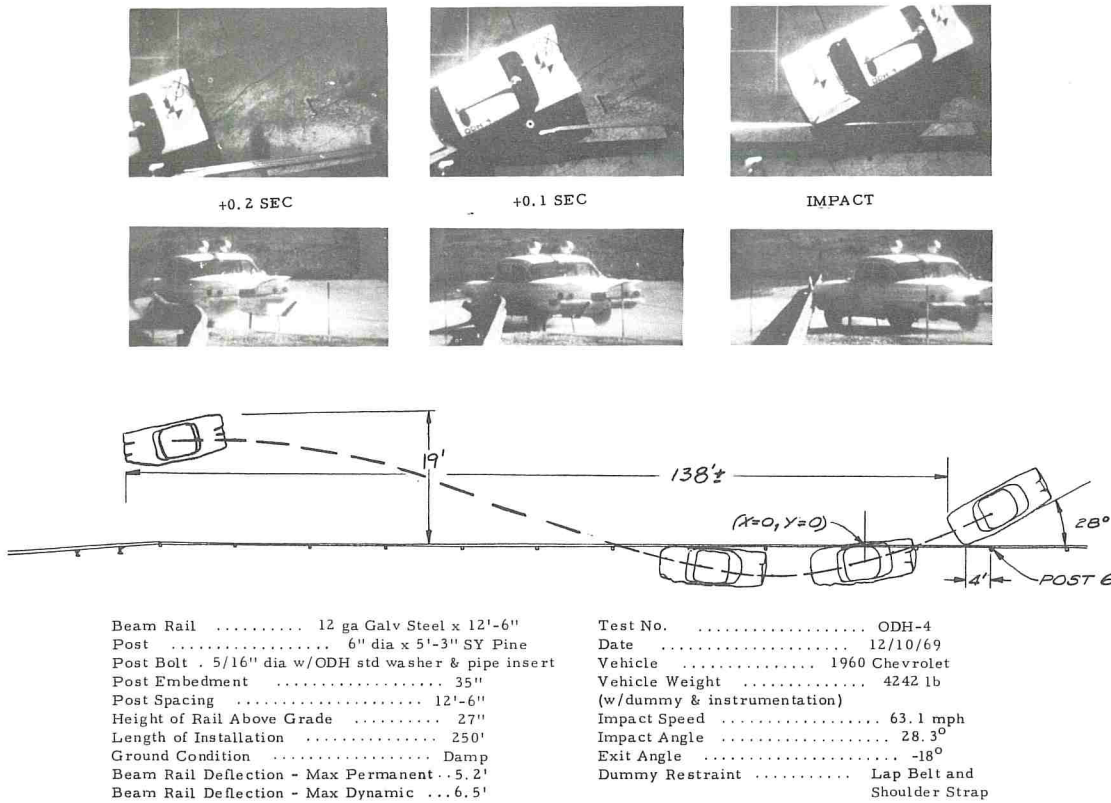 +0.2 SEC
+0.1 SEC
IMPACT
19'
138'±
(X=0, Y=0)
28°
4'
POST 6
Beam Rail .......... 12 ga Galv Steel x 12'-6"
Post ................ 6" dia x 5'-3" SY Pine
Post Bolt . 5/16" dia w/ODH std washer & pipe insert
Post Embedment ................... 35"
Post Spacing ..................... 12'-6"
Height of Rail Above Grade .......... 27"
Length of Installation ............... 250'
Ground Condition ............... Damp
Beam Rail Deflection - Max Permanent .. 5.2'
Beam Rail Deflection - Max Dynamic ... 6.5'
Test No. .................... ODH-4
Date ..................... 12/10/69
Vehicle ............... 1960 Chevrolet
Vehicle Weight .............. 4242 lb
(w/dummy & instrumentation)
Impact Speed .................. 63.1 mph
Impact Angle ................... 28.3°
Exit Angle .................... -18°
Dummy Restraint ........... Lap Belt and
Shoulder Strap